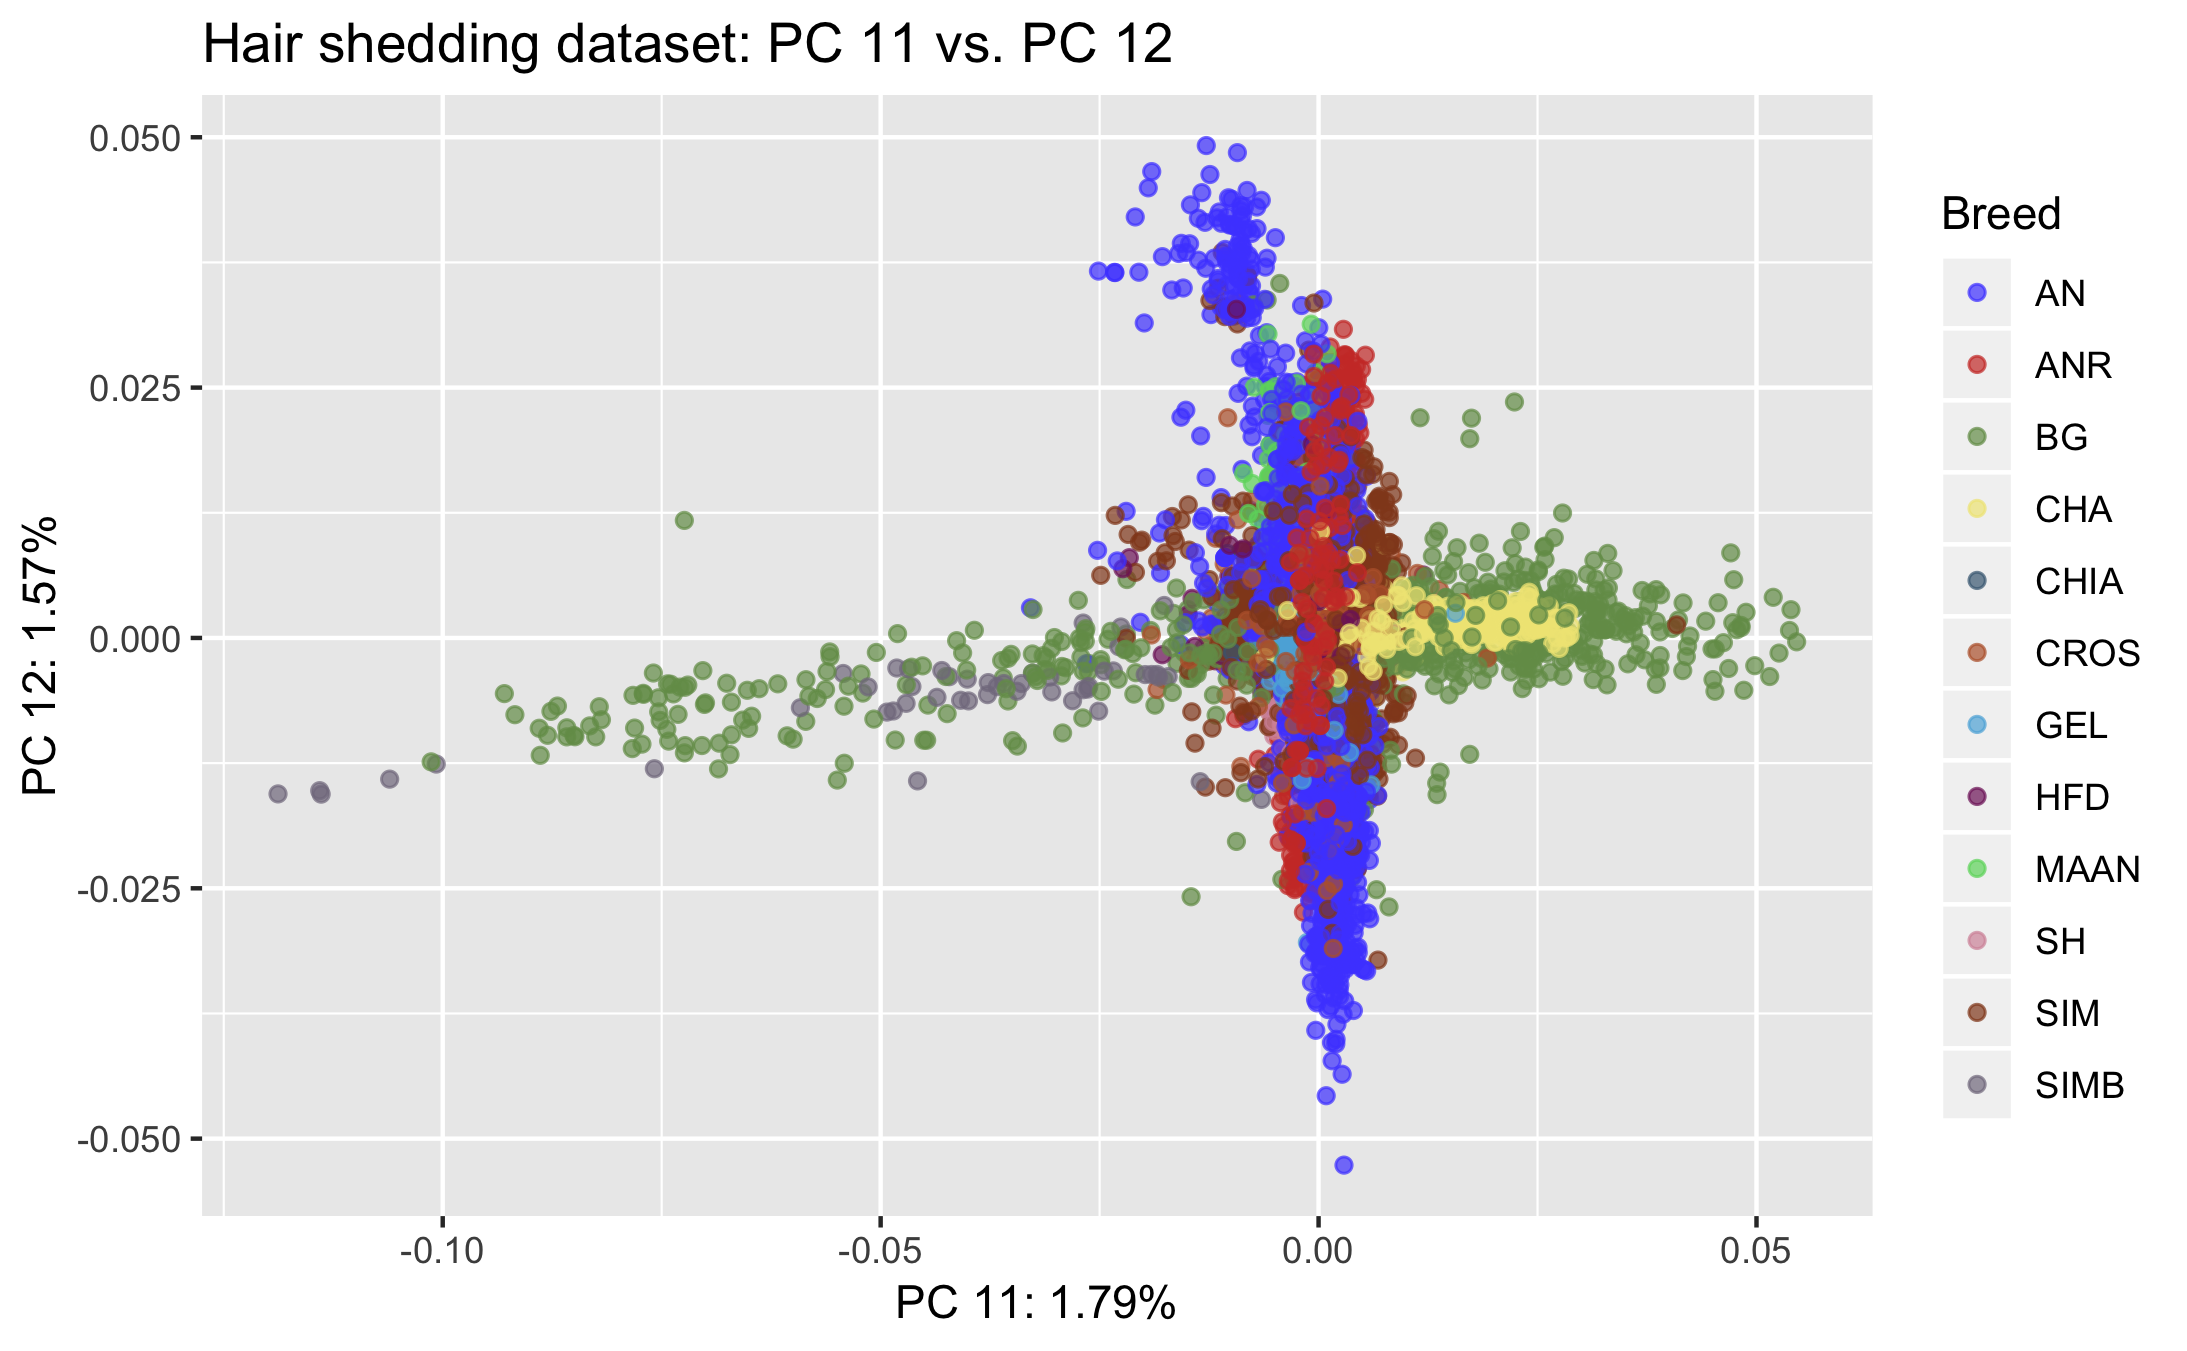 Hair shedding dataset: PC 11 vs. PC 12
0.050
0.025
0.000
-0.025
-0.050
PC 12: 1.57%
-0.10
-0.05
0.00
0.05
PC 11: 1.79%
Breed
AN
ANR
BG
CHA
CHIA
CROS
GEL
HFD
MAAN
SH
SIM
SIMB